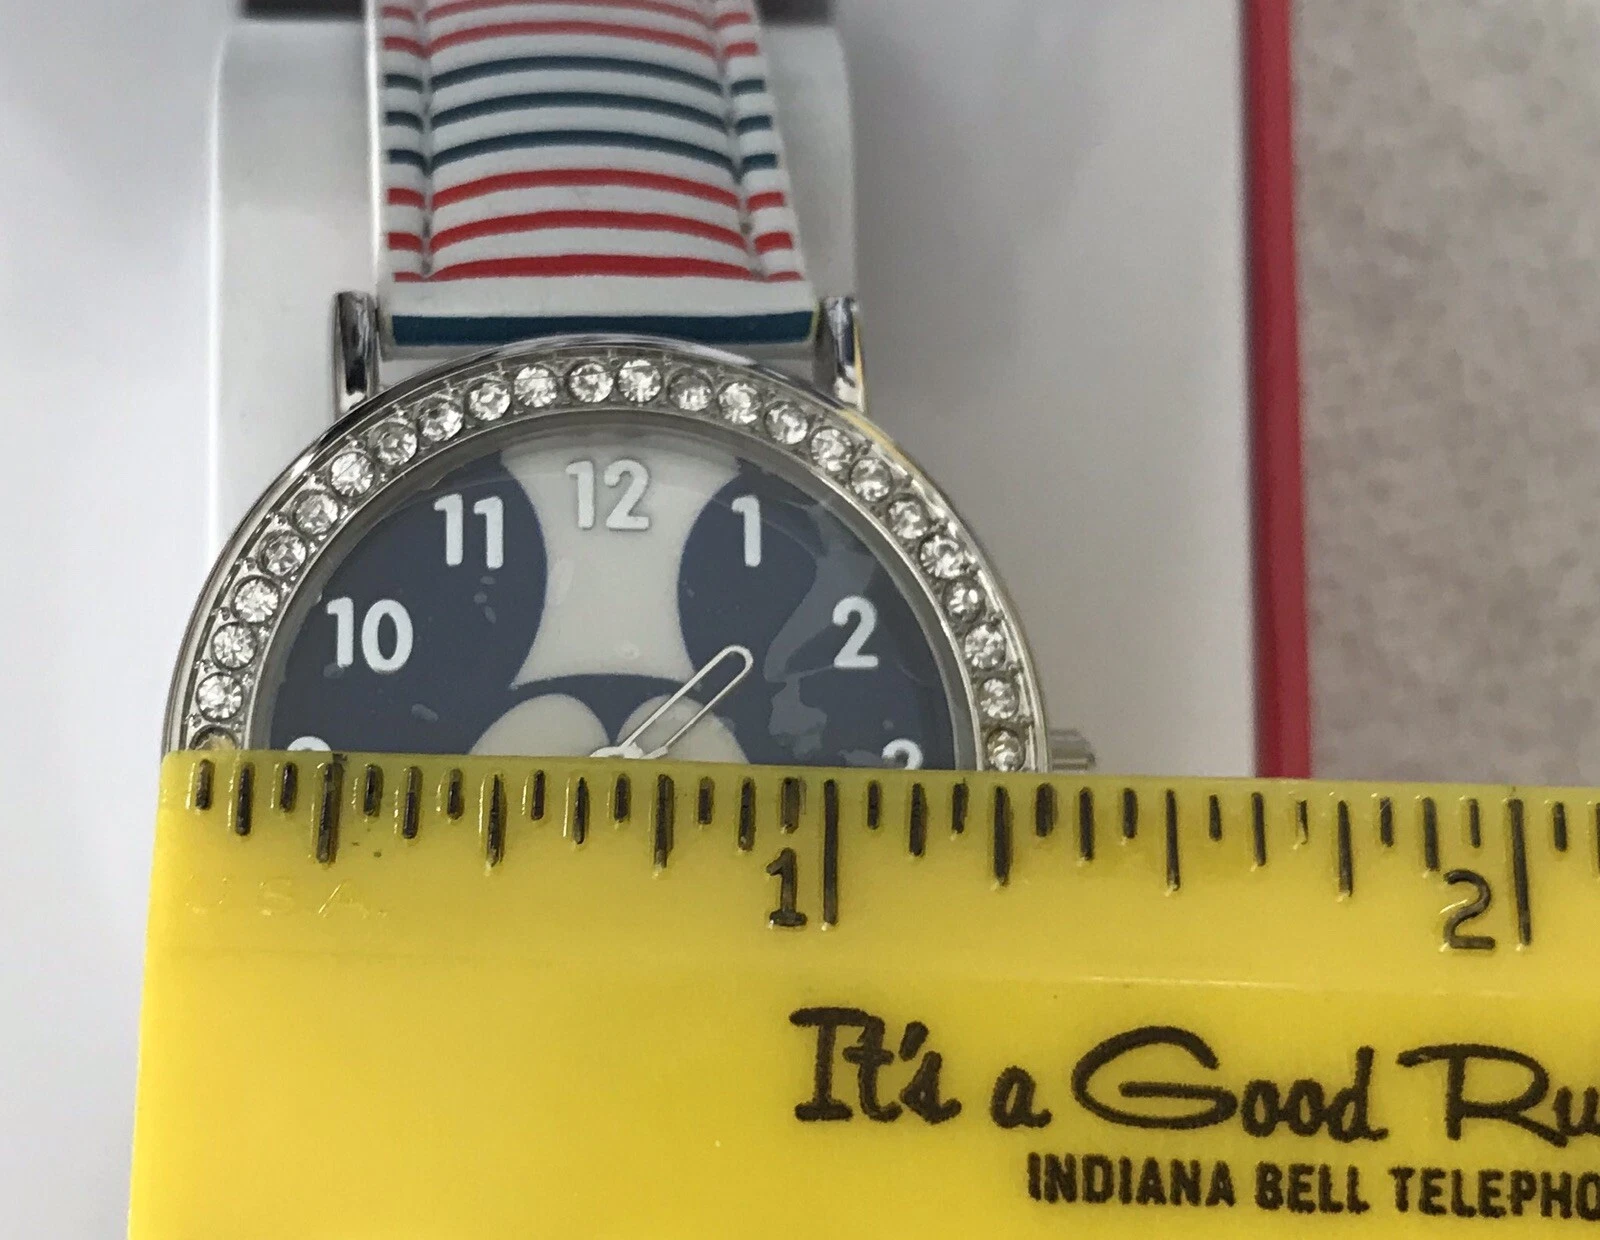 12
11 1
10 2
1 2
U.S.A.
It's a Good Ru
INDIANA BELL TELEPHO